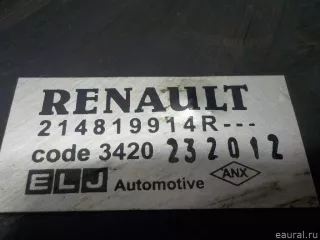 RENAULT
214819914R---
code 3420 232012
ELJ Automotive ANX
eaural.ru